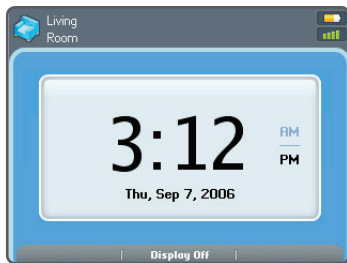 Living
Room
3:12
AM
PM
Thu, Sep 7, 2006
Display Off